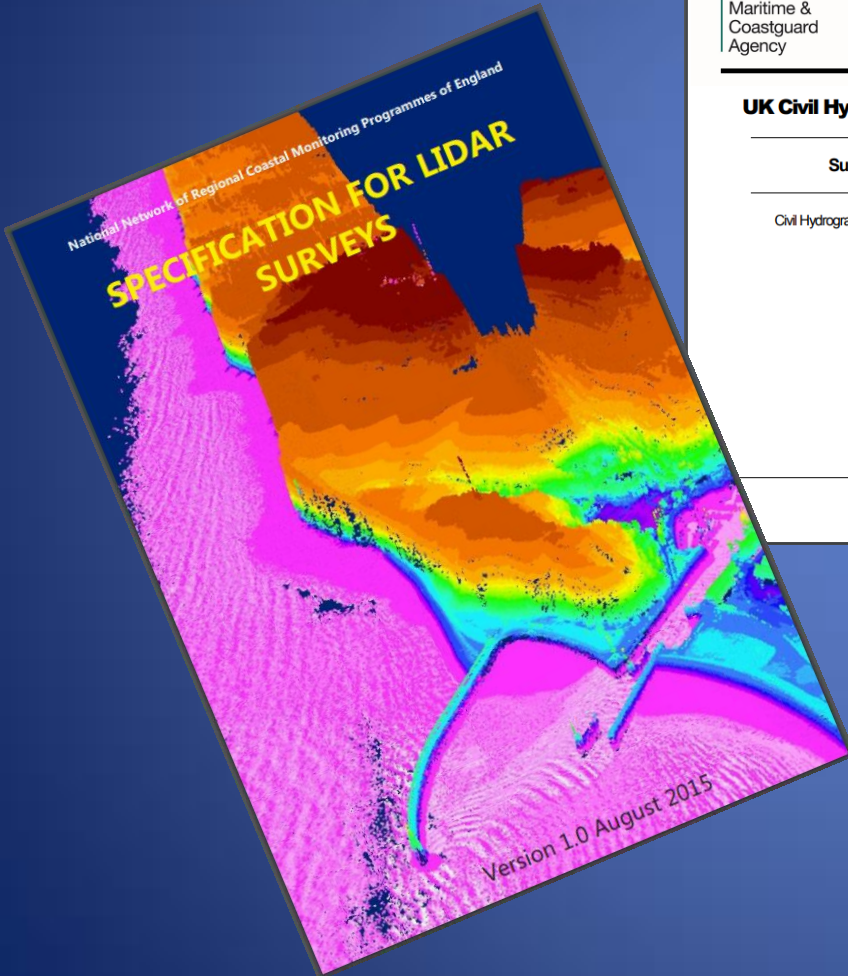 National Network of Regional Coastal Monitoring Programmes of England
SPECIFICATION FOR LIDAR
SURVEYS
Version 1.0 August 2015
Maritime &
Coastguard
Agency
UK Civil Hy
Su
Civil Hydrogra